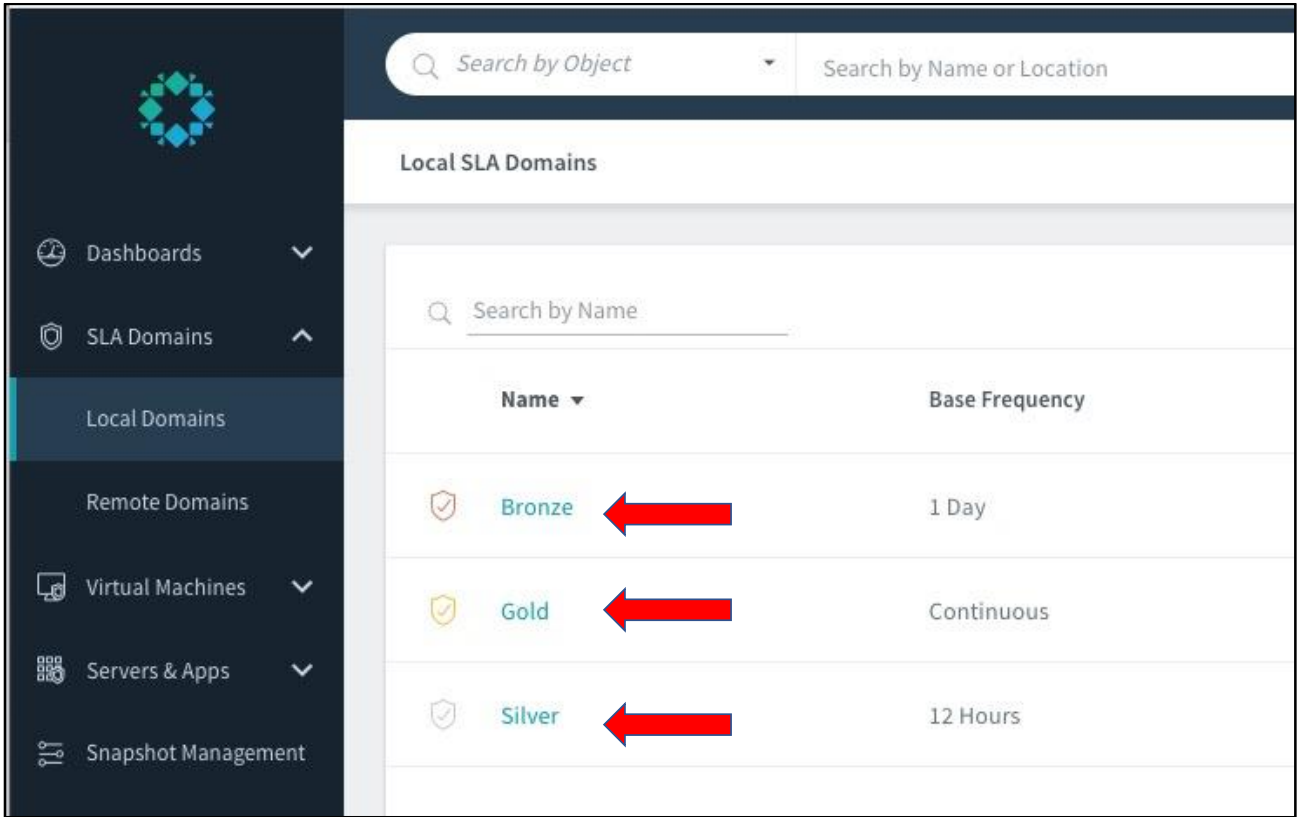 Search by Object
Search by Name or Location
Local SLA Domains
Dashboards
SLA Domains
Local Domains
Remote Domains
Virtual Machines
Servers & Apps
Snapshot Management
Search by Name
Name Base Frequency
Bronze 1 Day
Gold Continuous
Silver 12 Hours